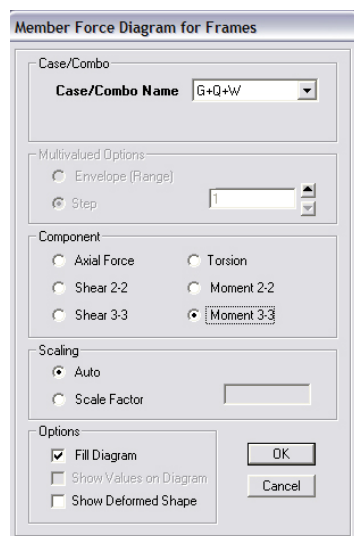 Member Force Diagram for Frames
Case/Combo
Case/Combo Name G+Q+W
Multivalued Options
Envelope (Range)
Step 1
Component
Axial Force Torsion
Shear 2-2 Moment 2-2
Shear 3-3 Moment 3-3
Scaling
Auto
Scale Factor
Options
Fill Diagram OK
Show Values on Diagram
Show Deformed Shape Cancel